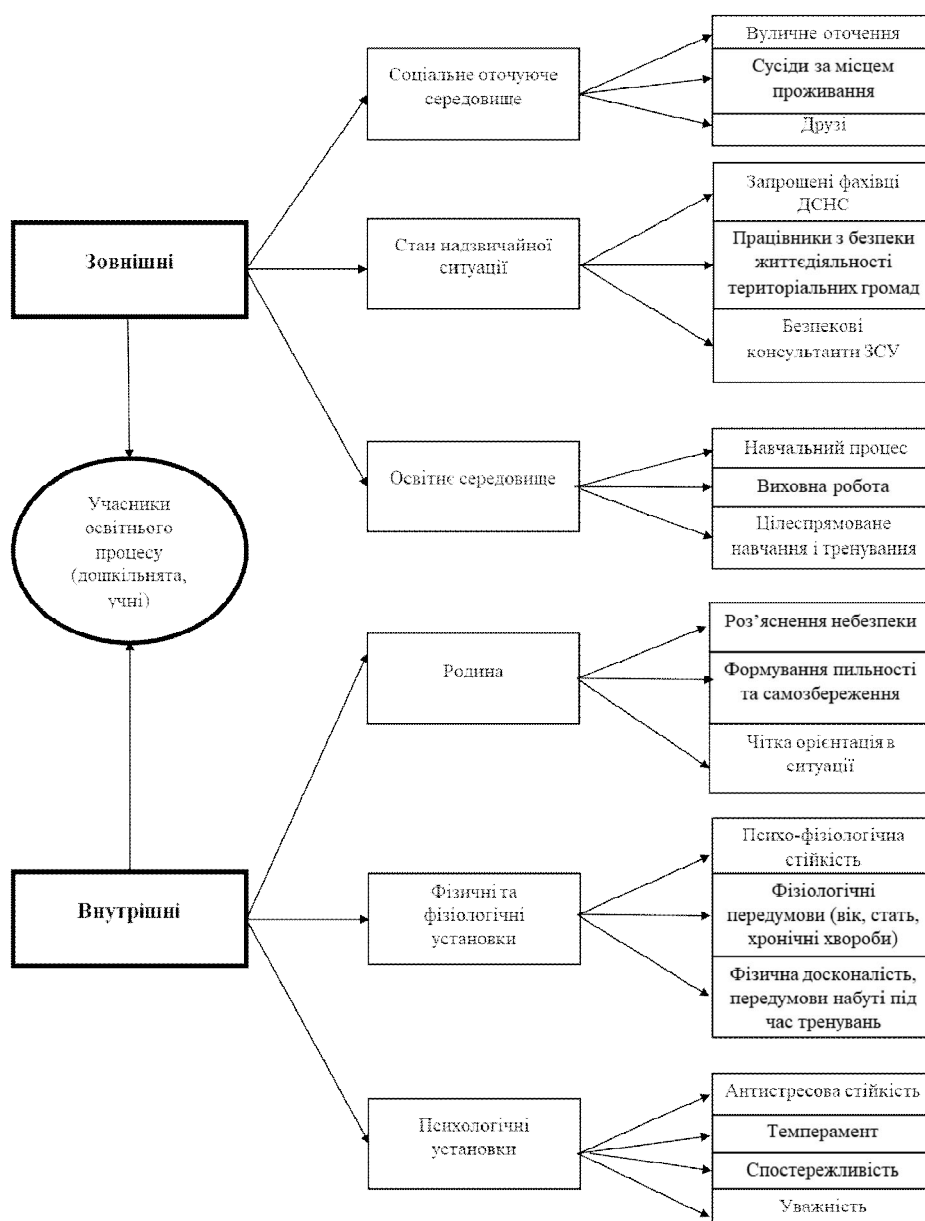 Зовнішні
Учасники
освітнього
процесу
(дошкільнята,
учні)
Внутрішні
Соціальне оточуюче
середовище
Вуличне оточення
Сусіди за місцем
проживання
Друзі
Стан надзвичайної
ситуації
Запрошені фахівці
ДСНС
Працівники з безпеки
життєдіяльності
територіальних громад
Безпекові
консультанти ЗСУ
Освітнє середовище
Навчальний процес
Виховна робота
Цілеспрямоване
навчання і тренування
Родина
Роз’яснення небезпеки
Формування пильності
та самозбереження
Чітка орієнтація в
ситуації
Фізичні та
фізіологічні
установки
Психо-фізіологічна
стійкість
Фізіологічні
передумови (вік, стать,
хронічні хвороби)
Фізична досконалість,
передумови набуті під
час тренувань
Психологічні
установки
Антистресова стійкість
Темперамент
Спостережливість
Уважність